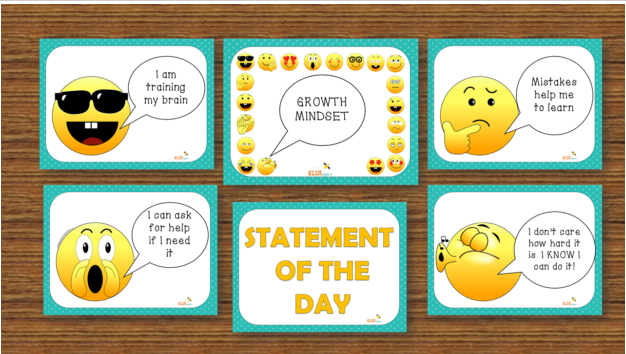 I am
training
my brain
GROWTH
MINDSET
Mistakes
help me
to learn
I can ask
for help
if I need
it
STATEMENT
OF THE
DAY
I don't care
how hard it
is. I KNOW I
can do it!